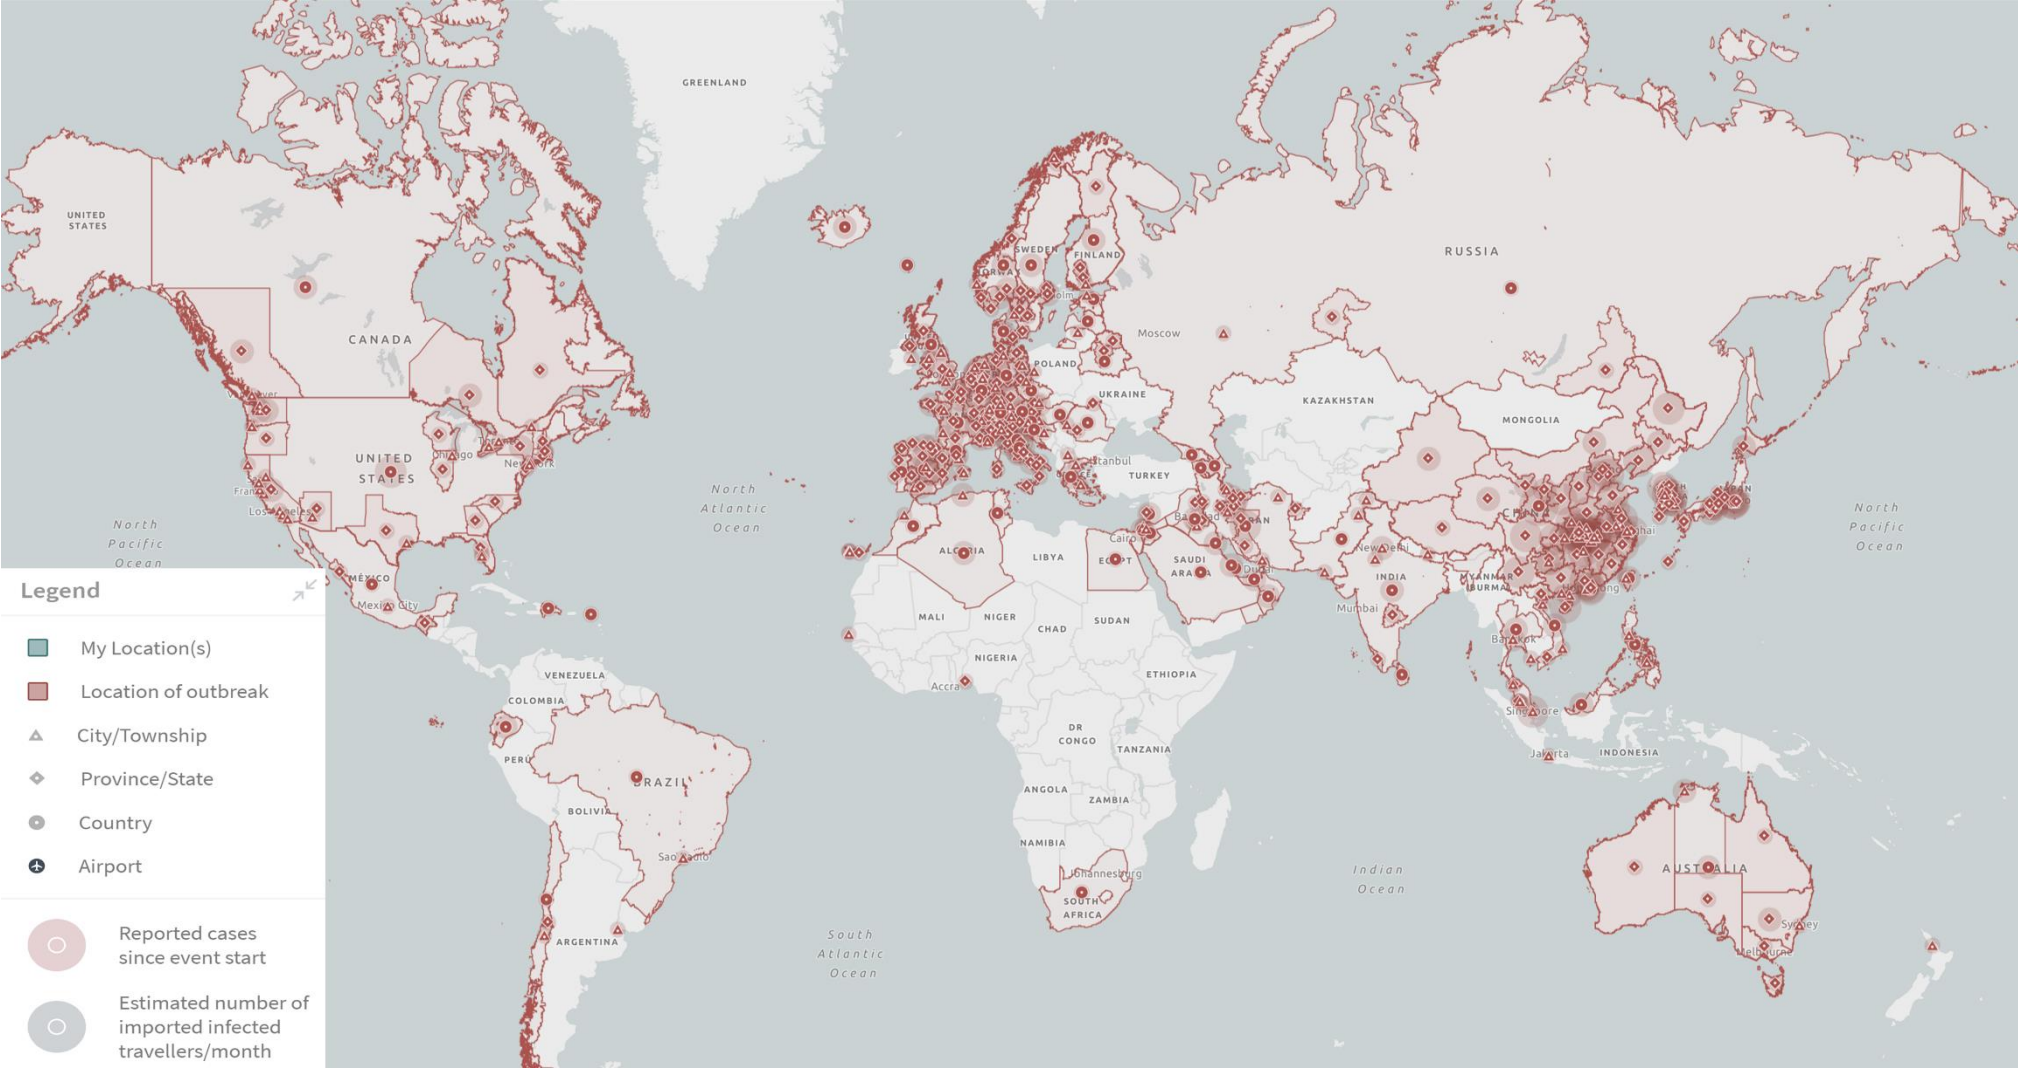 GREENLAND
UNITED
STATES
RUSSIA
SWEDEN
FINLAND
CANADA
Moscow
POLAND
UKRAINE
KAZAKHSTAN
MONGOLIA
UNITED
STATES
Chicago
New York
Los Angeles
Istanbul
TURKEY
North
Atlantic
Ocean
North
Pacific
Ocean
North
Pacific
Ocean
Cairo
ALGERIA
LIBYA
EGYPT
SAUDI
ARABIA
Dubai
New Delhi
INDIA
MYANMAR
(BURMA)
Mumbai
Bangkok
MÉXICO
Mexico City
MALI
NIGER
CHAD
SUDAN
NIGERIA
ETHIOPIA
Accra
VENEZUELA
COLOMBIA
Singapore
DR
CONGO
TANZANIA
Jakarta
INDONESIA
PERÚ
BRAZIL
BOLIVIA
ANGOLA
ZAMBIA
NAMIBIA
Sao Paulo
Johannesburg
SOUTH
AFRICA
Indian
Ocean
AUSTRALIA
Sydney
Melbourne
ARGENTINA
South
Atlantic
Ocean
Legend
My Location(s)
Location of outbreak
City/Township
Province/State
Country
Airport
Reported cases
since event start
Estimated number of
imported infected
travellers/month